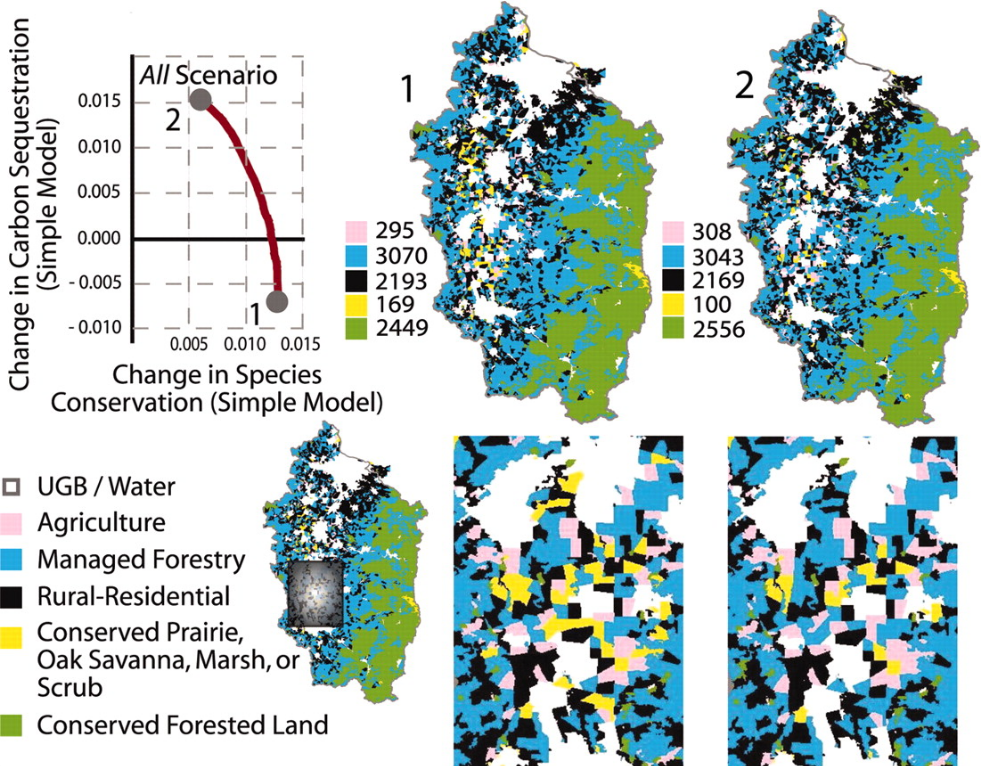 Change in Carbon Sequestration
(Simple Model)
All Scenario
0.015
0.010
0.005
0.000
- 0.005
- 0.010
2
1
0.005
0.010
0.015
Change in Species
Conservation (Simple Model)
1
295
3070
2193
169
2449
2
308
3043
2169
100
2556
UGB / Water
Agriculture
Managed Forestry
Rural-Residential
Conserved Prairie,
Oak Savanna, Marsh, or
Scrub
Conserved Forested Land